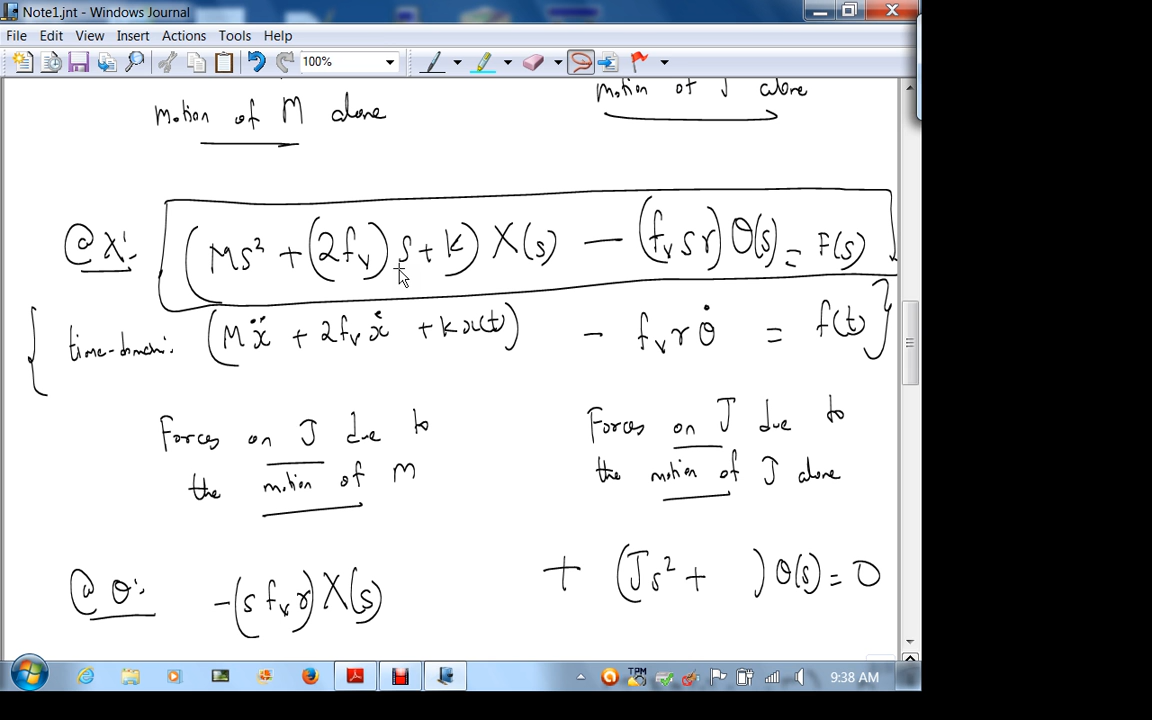 Note1.jnt - Windows Journal
File Edit View Insert Actions Tools Help
100%
motion of M alone
motion of J alone
@ X: (Ms² + (2fᵥ)s + K) X(s) — (fᵥ s r) θ(s) = F(s)
time-domain: (Mẍ + 2fᵥẋ + Kx(t)) - fᵥ r θ̇ = f(t)
Forces on J due to
the motion of M
Forces on J due to
the motion of J alone
@ θ: -(s fᵥ r) X(s) + (Js² + ) θ(s) = 0
TPM
9:38 AM